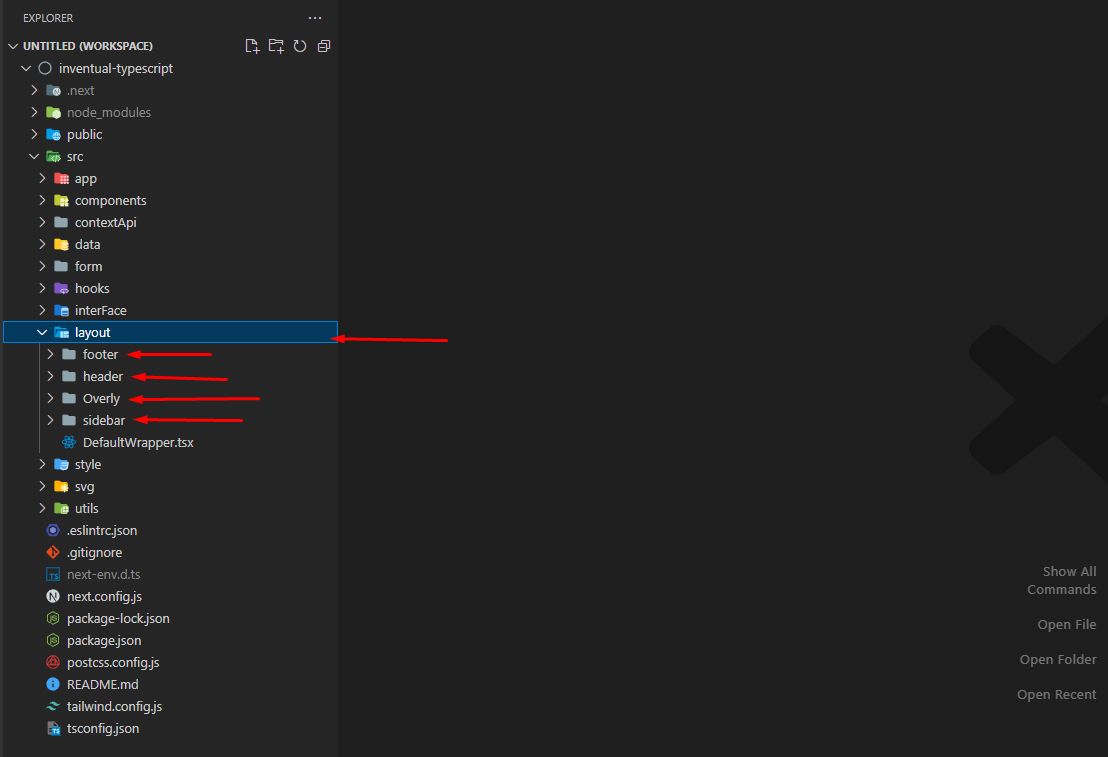 EXPLORER
UNTITLED (WORKSPACE)
inventual-typescript
.next
node_modules
public
src
app
components
contextApi
data
form
hooks
interFace
layout
footer
header
Overly
sidebar
DefaultWrapper.tsx
style
svg
utils
.eslintrc.json
.gitignore
next-env.d.ts
next.config.js
package-lock.json
package.json
postcss.config.js
README.md
tailwind.config.js
tsconfig.json
Show All
Commands
Open File
Open Folder
Open Recent